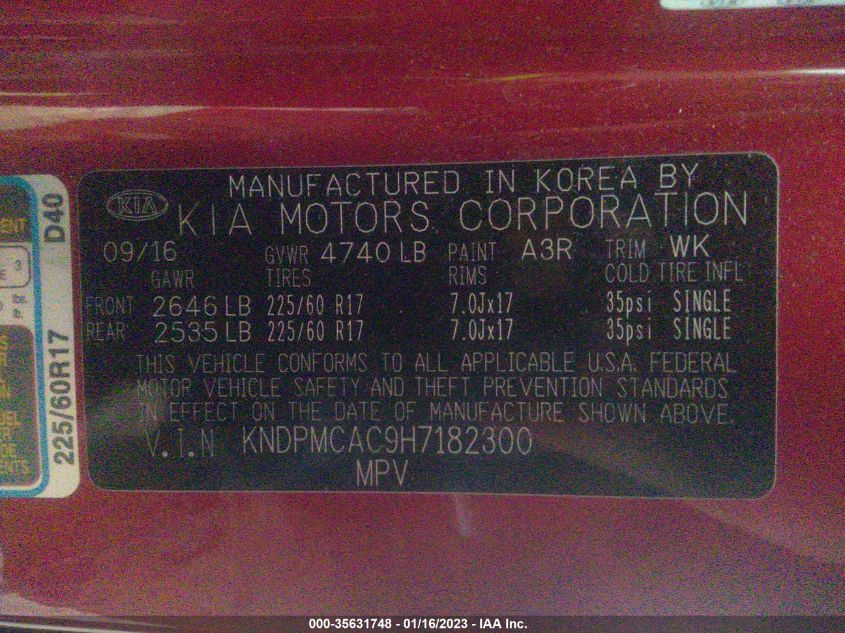 MANUFACTURED IN KOREA BY
KIA KIA MOTORS CORPORATION
09/16 GVWR 4740 LB PAINT A3R TRIM WK
GAWR TIRES RIMS COLD TIRE INFL
FRONT 2646 LB 225/60 R17 7.0Jx17 35psi SINGLE
REAR 2535 LB 225/60 R17 7.0Jx17 35psi SINGLE
THIS VEHICLE CONFORMS TO ALL APPLICABLE U.S.A. FEDERAL
MOTOR VEHICLE SAFETY AND THEFT PREVENTION STANDARDS
IN EFFECT ON THE DATE OF MANUFACTURE SHOWN ABOVE.
V.I.N KNDPMCAC9H7182300
MPV
225/60R17 D40
000-35631748 - 01/16/2023 - IAA Inc.